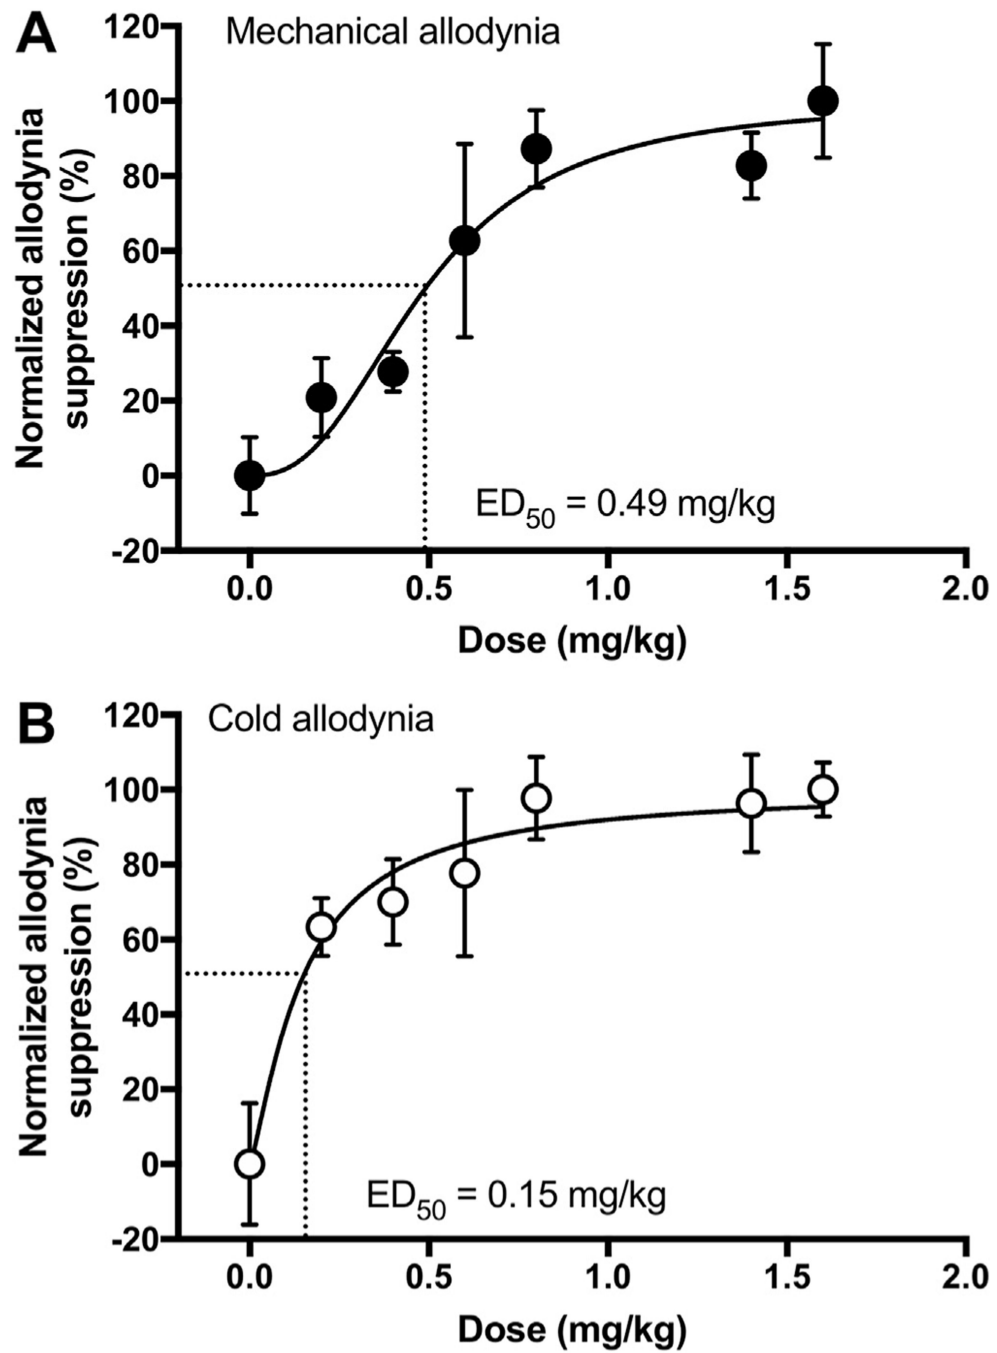 A
Mechanical allodynia
Normalized allodynia
suppression (%)
120
100
80
60
40
20
0
-20
ED50 = 0.49 mg/kg
0.0 0.5 1.0 1.5 2.0
Dose (mg/kg)
B
Cold allodynia
Normalized allodynia
suppression (%)
120
100
80
60
40
20
0
-20
ED50 = 0.15 mg/kg
0.0 0.5 1.0 1.5 2.0
Dose (mg/kg)